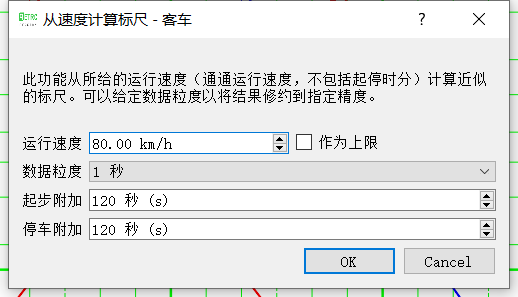 从速度计算标尺 - 客车
此功能从所给的运行速度（通通运行速度，不包括起停时分）计算近似
的标尺。可以给定数据粒度以将结果修约到指定精度。
运行速度 80.00 km/h 作为上限
数据粒度 1 秒
起步附加 120 秒 (s)
停车附加 120 秒 (s)
OK Cancel